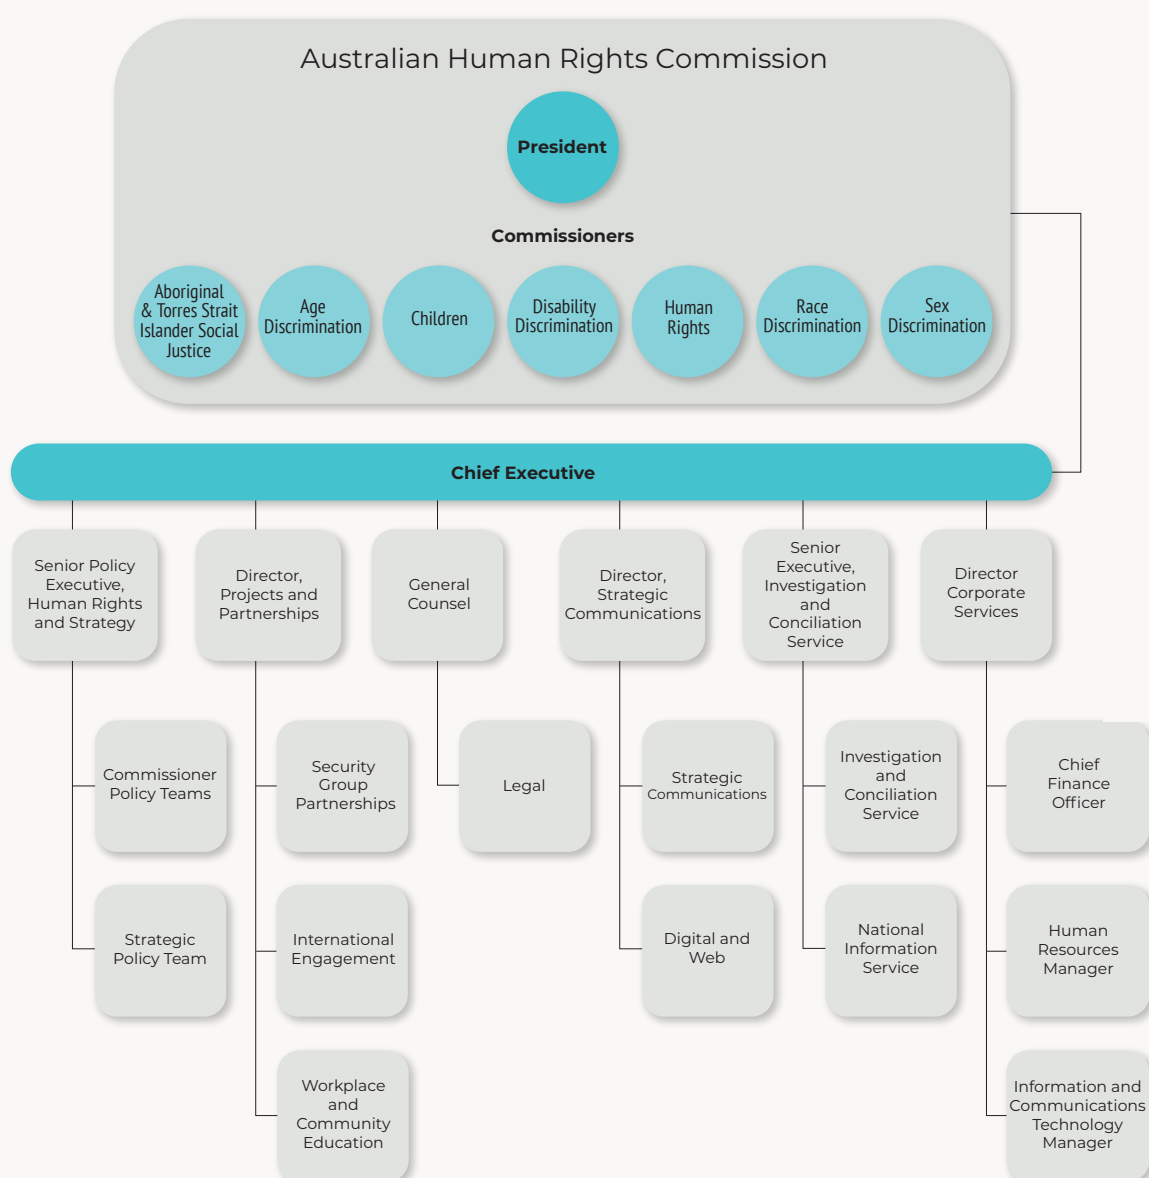 Australian Human Rights Commission
President
Commissioners
Aboriginal
& Torres Strait
Islander Social
Justice
Age
Discrimination
Children
Disability
Discrimination
Human
Rights
Race
Discrimination
Sex
Discrimination
Chief Executive
Senior Policy
Executive,
Human Rights
and Strategy
Director,
Projects and
Partnerships
General
Counsel
Director,
Strategic
Communications
Senior
Executive,
Investigation
and
Conciliation
Service
Director
Corporate
Services
Commissioner
Policy Teams
Security
Group
Partnerships
Legal
Strategic
Communications
Investigation
and
Conciliation
Service
Chief
Finance
Officer
Strategic
Policy Team
International
Engagement
Digital and
Web
National
Information
Service
Human
Resources
Manager
Workplace
and
Community
Education
Information and
Communications
Technology
Manager